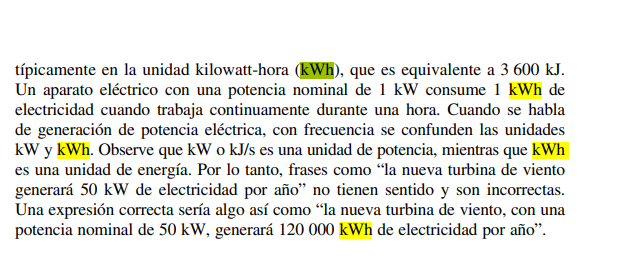 típicamente en la unidad kilowatt-hora (kWh), que es equivalente a 3 600 kJ.
Un aparato eléctrico con una potencia nominal de 1 kW consume 1 kWh de
electricidad cuando trabaja continuamente durante una hora. Cuando se habla
de generación de potencia eléctrica, con frecuencia se confunden las unidades
kW y kWh. Observe que kW o kJ/s es una unidad de potencia, mientras que kWh
es una unidad de energía. Por lo tanto, frases como “la nueva turbina de viento
generará 50 kW de electricidad por año” no tienen sentido y son incorrectas.
Una expresión correcta sería algo así como “la nueva turbina de viento, con una
potencia nominal de 50 kW, generará 120 000 kWh de electricidad por año”.